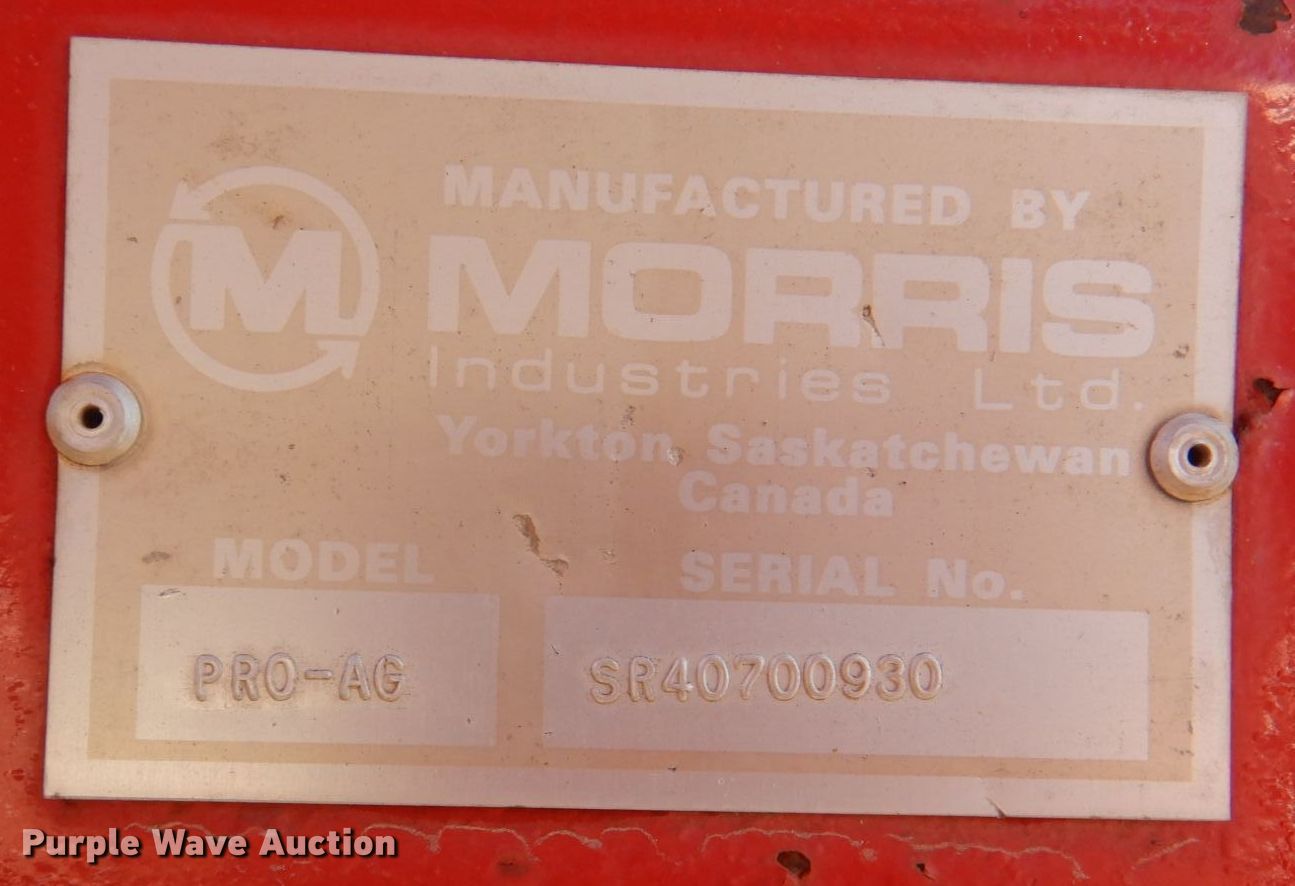 M
MANUFACTURED BY
MORRIS
Industries Ltd.
Yorkton, Saskatchewan
Canada
MODEL
SERIAL No.
PRO-AG
SR40700930
Purple Wave Auction